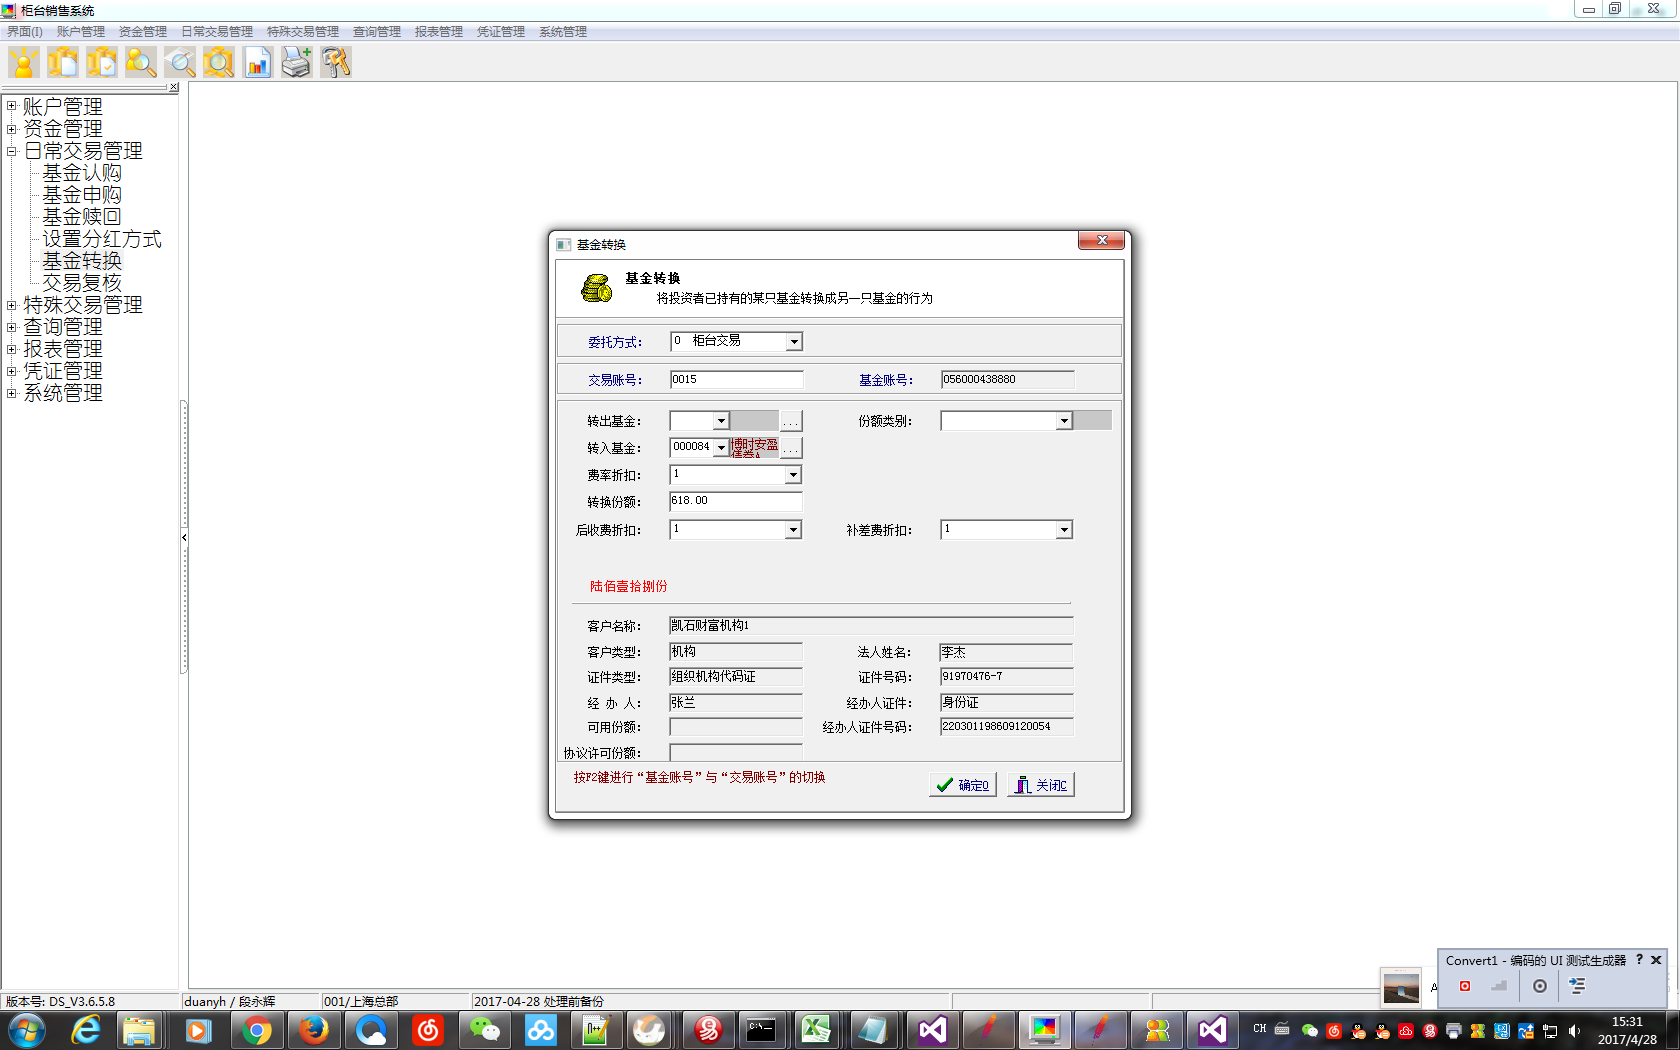 柜台销售系统
界面(I) 账户管理 资金管理 日常交易管理 特殊交易管理 查询管理 报表管理 凭证管理 系统管理
账户管理
资金管理
日常交易管理
基金认购
基金申购
基金赎回
设置分红方式
基金转换
交易复核
特殊交易管理
查询管理
报表管理
凭证管理
系统管理
基金转换
基金转换
将投资者已持有的某只基金转换成另一只基金的行为
委托方式： 0 柜台交易
交易账号： 0015 基金账号： 056000438880
转出基金： ... 份额类别：
转入基金： 000084 博时安盈债券A ...
费率折扣： 1
转换份额： 618.00
后收费折扣： 1 补差费折扣： 1
陆佰壹拾捌份
客户名称： 凯石财富机构1
客户类型： 机构 法人姓名： 李杰
证件类型： 组织机构代码证 证件号码： 91970476-7
经 办 人： 张兰 经办人证件： 身份证
可用份额： 经办人证件号码： 220301198609120054
协议许可份额：
按F2键进行“基金账号”与“交易账号”的切换
确定O 关闭C
Convert1 - 编码的 UI 测试生成器 ?
A
版本号: DS_V3.6.5.8 duanyh / 段永辉 001/上海总部 2017-04-28 处理前备份
CH 15:31
2017/4/28